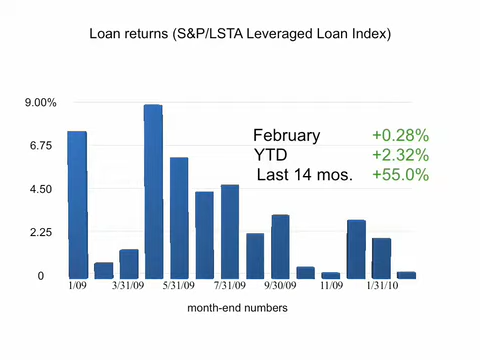 Loan returns (S&P/LSTA Leveraged Loan Index)
9.00%
February +0.28%
6.75
YTD +2.32%
Last 14 mos. +55.0%
4.50
2.25
0
1/09 3/31/09 5/31/09 7/31/09 9/30/09 11/09 1/31/10
month-end numbers